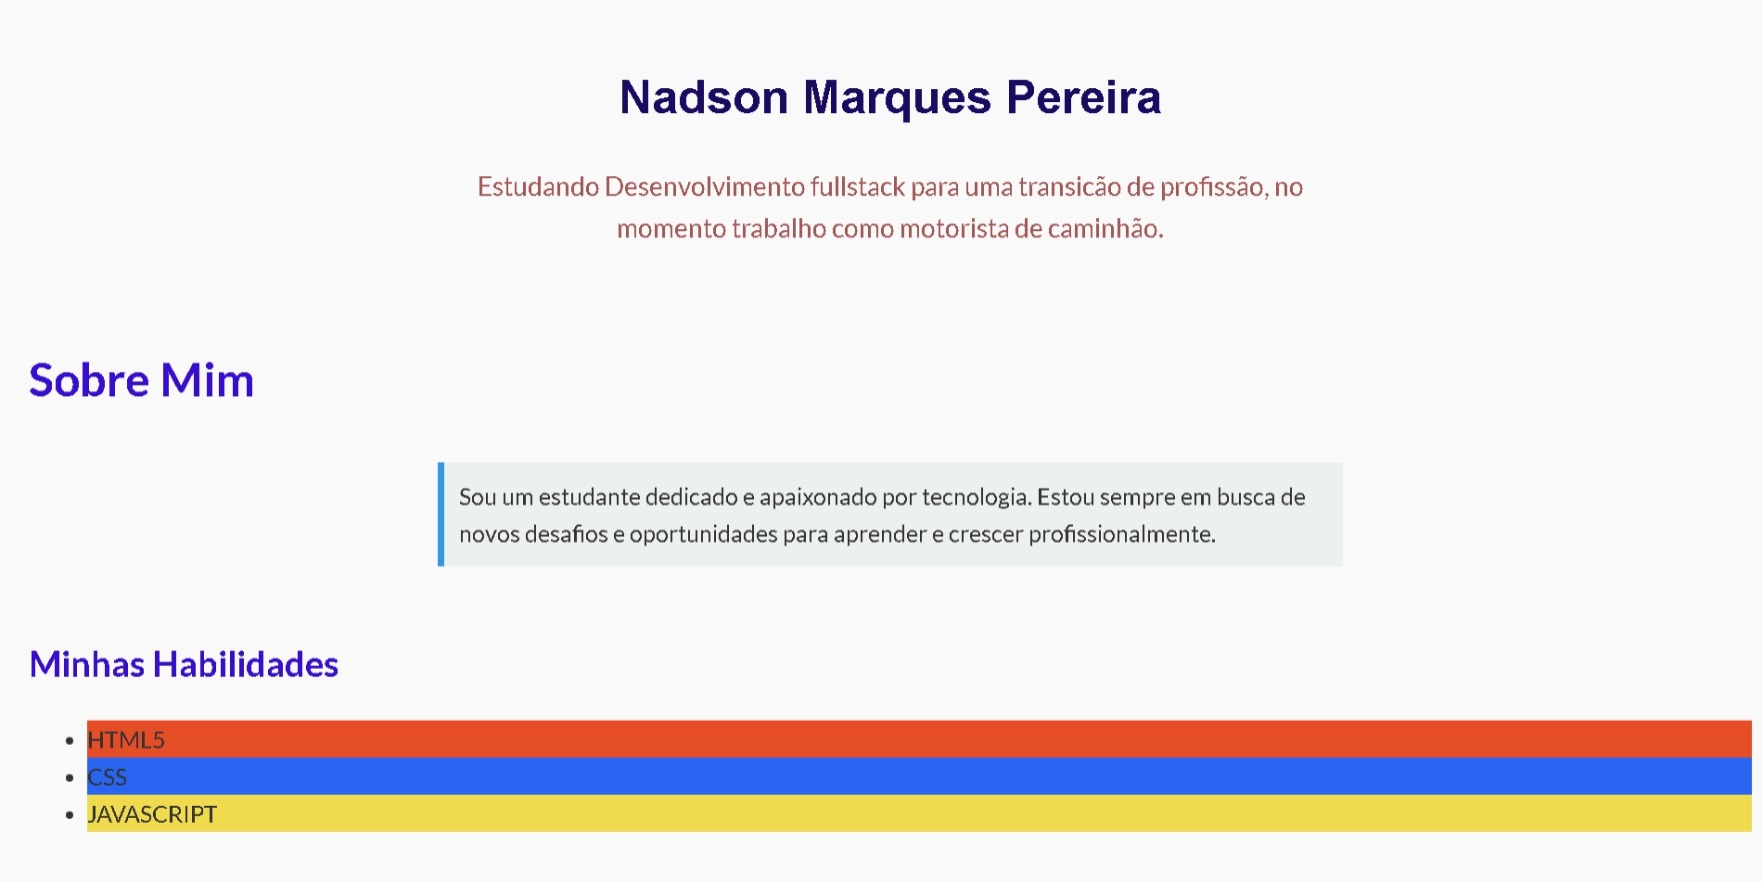 Nadson Marques Pereira
Estudando Desenvolvimento fullstack para uma transicão de profissão, no
momento trabalho como motorista de caminhão.
Sobre Mim
Sou um estudante dedicado e apaixonado por tecnologia. Estou sempre em busca de
novos desafios e oportunidades para aprender e crescer profissionalmente.
Minhas Habilidades
HTML5
CSS
JAVASCRIPT